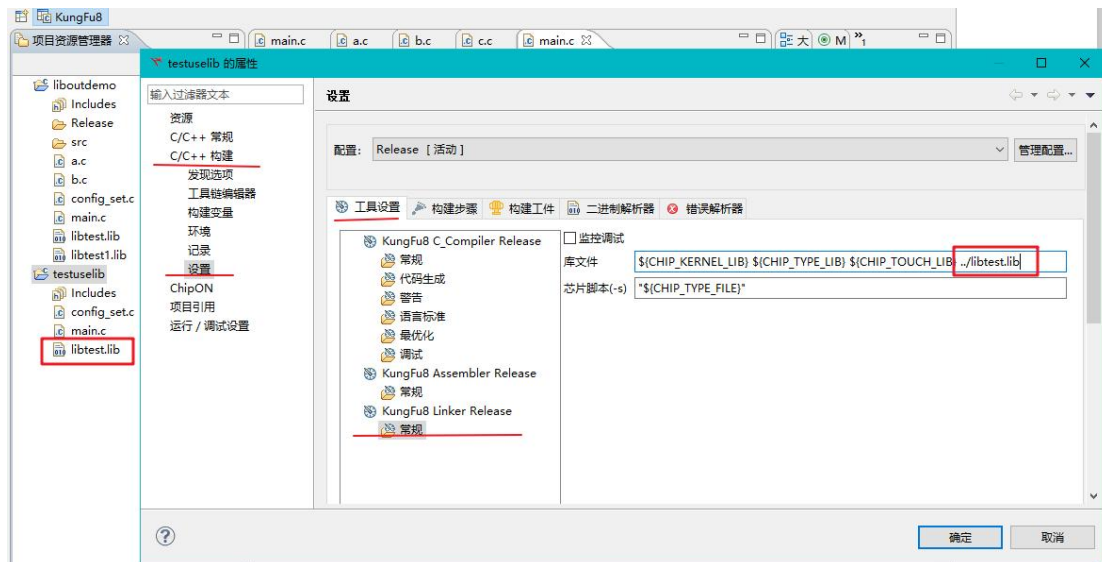 KungFu8
项目资源管理器
main.c
a.c
b.c
c.c
main.c
大
M
»1
testuselib 的属性
liboutdemo
Includes
Release
src
a.c
b.c
config_set.c
main.c
libtest.lib
libtest1.lib
testuselib
Includes
config_set.c
main.c
libtest.lib
输入过滤器文本
资源
C/C++ 常规
C/C++ 构建
发现选项
工具链编辑器
构建变量
环境
记录
设置
ChipON
项目引用
运行 / 调试设置
设置
配置: Release [ 活动 ]
管理配置...
工具设置 构建步骤 构建工件 二进制解析器 错误解析器
KungFu8 C_Compiler Release
常规
代码生成
警告
语言标准
最优化
调试
KungFu8 Assembler Release
常规
KungFu8 Linker Release
常规
监控调试
库文件 ${CHIP_KERNEL_LIB} ${CHIP_TYPE_LIB} ${CHIP_TOUCH_LIB} ../libtest.lib
芯片脚本(-s) "${CHIP_TYPE_FILE}"
?
确定
取消